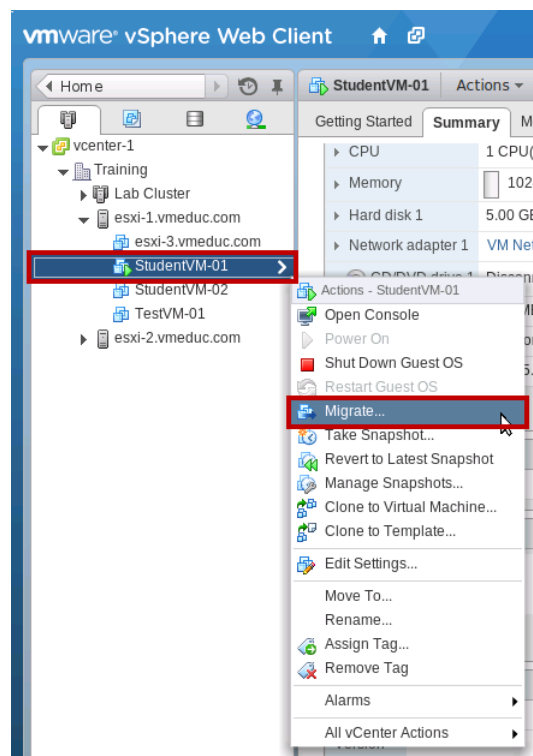 vmware® vSphere Web Client
Home
StudentVM-01 Actions
Getting Started Summary M
vcenter-1
Training
Lab Cluster
esxi-1.vmeduc.com
esxi-3.vmeduc.com
StudentVM-01
StudentVM-02
TestVM-01
esxi-2.vmeduc.com
CPU 1 CPU(
Memory 102
Hard disk 1 5.00 GE
Network adapter 1 VM Net
Actions - StudentVM-01
Open Console
Power On
Shut Down Guest OS
Restart Guest OS
Migrate...
Take Snapshot...
Revert to Latest Snapshot
Manage Snapshots...
Clone to Virtual Machine...
Clone to Template...
Edit Settings...
Move To...
Rename...
Assign Tag...
Remove Tag
Alarms
All vCenter Actions